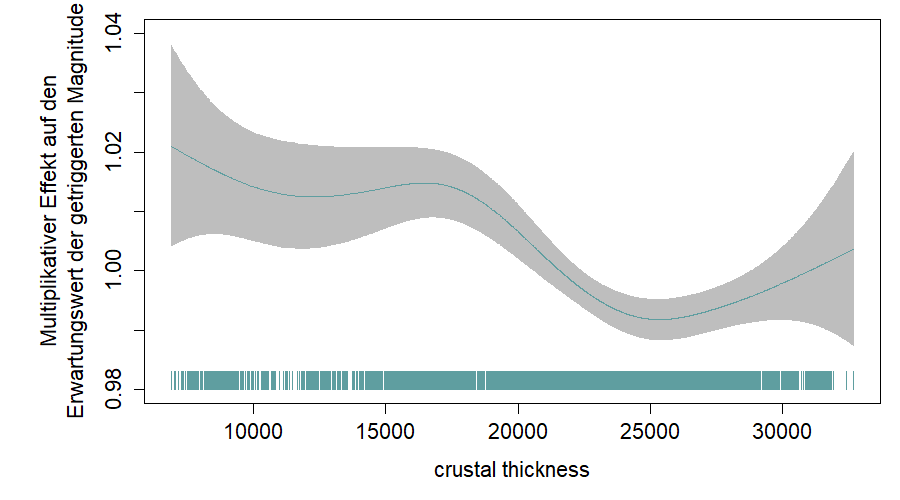 Multiplikativer Effekt auf den
Erwartungswert der getriggerten Magnitude
1.04
1.02
1.00
0.98
10000 15000 20000 25000 30000
crustal thickness